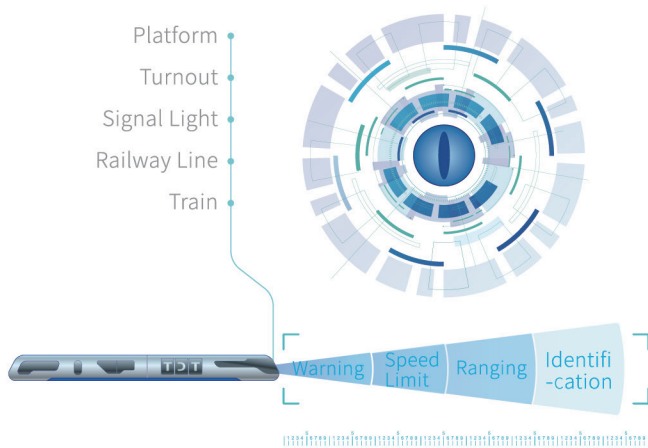 Platform
Turnout
Signal Light
Railway Line
Train
TDT
Warning
Speed
Limit
Ranging
Identifi
-cation